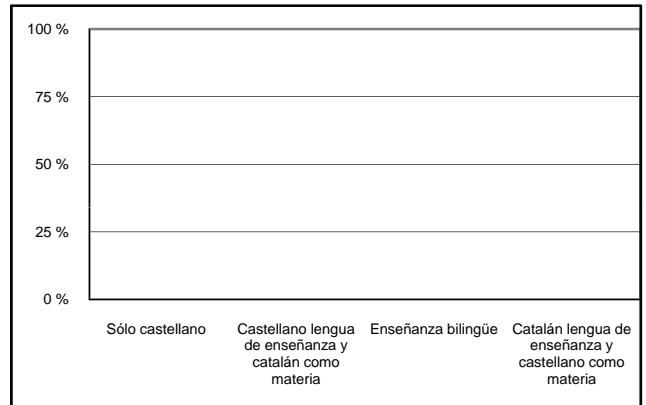 100 %
75 %
50 %
25 %
0 %
Sólo castellano
Castellano lengua
de enseñanza y
catalán como
materia
Enseñanza bilingüe
Catalán lengua de
enseñanza y
castellano como
materia